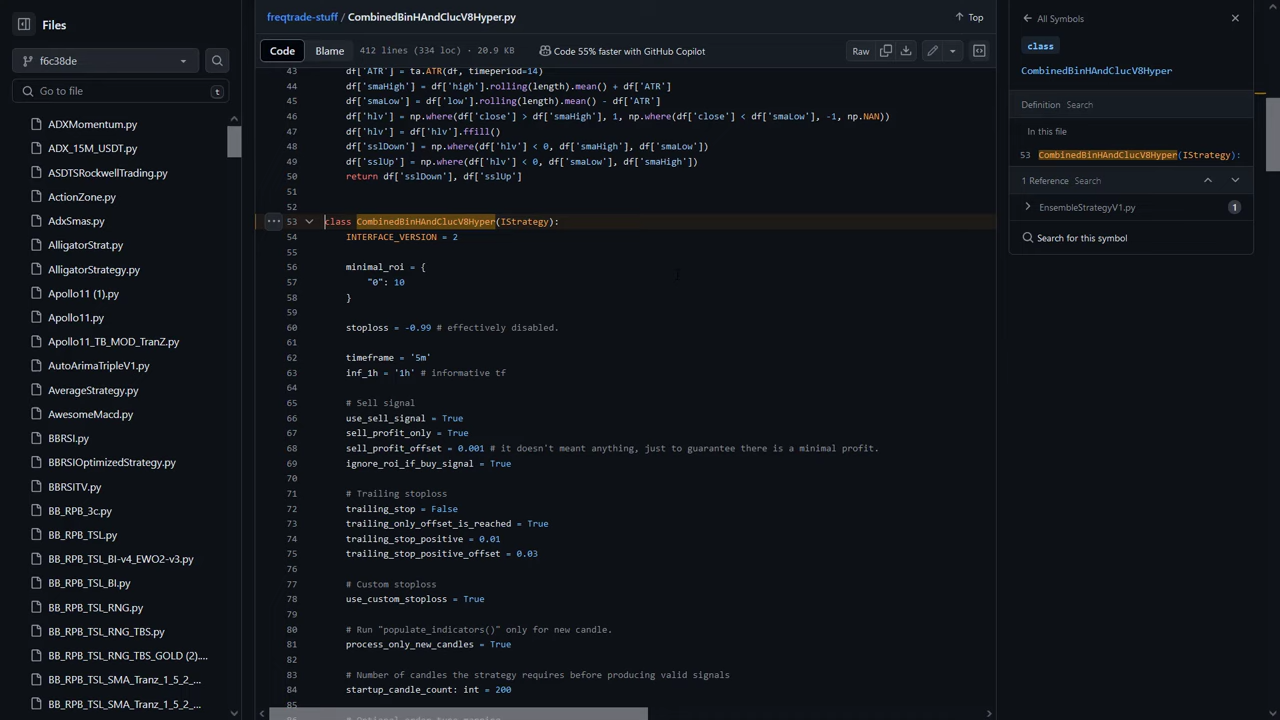 Files
freqtrade-stuff / CombinedBinHAndClucV8Hyper.py
Top
All Symbols
f6c38de
Code
Blame
412 lines (334 loc) · 20.9 KB
Code 55% faster with GitHub Copilot
Raw
class
CombinedBinHAndClucV8Hyper
Go to file
t
Definition Search
In this file
53 CombinedBinHAndClucV8Hyper(IStrategy):
1 Reference Search
EnsembleStrategyV1.py 1
Search for this symbol
ADXMomentum.py
ADX_15M_USDT.py
ASDTSRockwellTrading.py
ActionZone.py
AdxSmas.py
AlligatorStrat.py
AlligatorStrategy.py
Apollo11 (1).py
Apollo11.py
Apollo11_TB_MOD_TranZ.py
AutoArimaTripleV1.py
AverageStrategy.py
AwesomeMacd.py
BBRSI.py
BBRSIOptimizedStrategy.py
BBRSITV.py
BB_RPB_3c.py
BB_RPB_TSL.py
BB_RPB_TSL_BI-v4_EWO2-v3.py
BB_RPB_TSL_BI.py
BB_RPB_TSL_RNG.py
BB_RPB_TSL_RNG_TBS.py
BB_RPB_TSL_RNG_TBS_GOLD (2)....
BB_RPB_TSL_SMA_Tranz_1_5_2_...
BB_RPB_TSL_SMA_Tranz_1_5_2_...
43 df['ATR'] = ta.ATR(df, timeperiod=14)
44 df['smaHigh'] = df['high'].rolling(length).mean() + df['ATR']
45 df['smaLow'] = df['low'].rolling(length).mean() - df['ATR']
46 df['hlv'] = np.where(df['close'] > df['smaHigh'], 1, np.where(df['close'] < df['smaLow'], -1, np.NAN))
47 df['hlv'] = df['hlv'].ffill()
48 df['sslDown'] = np.where(df['hlv'] < 0, df['smaHigh'], df['smaLow'])
49 df['sslUp'] = np.where(df['hlv'] < 0, df['smaLow'], df['smaHigh'])
50 return df['sslDown'], df['sslUp']
51
52
53 class CombinedBinHAndClucV8Hyper(IStrategy):
54 INTERFACE_VERSION = 2
55
56 minimal_roi = {
57 "0": 10
58 }
59
60 stoploss = -0.99 # effectively disabled.
61
62 timeframe = '5m'
63 inf_1h = '1h' # informative tf
64
65 # Sell signal
66 use_sell_signal = True
67 sell_profit_only = True
68 sell_profit_offset = 0.001 # it doesn't meant anything, just to guarantee there is a minimal profit.
69 ignore_roi_if_buy_signal = True
70
71 # Trailing stoploss
72 trailing_stop = False
73 trailing_only_offset_is_reached = True
74 trailing_stop_positive = 0.01
75 trailing_stop_positive_offset = 0.03
76
77 # Custom stoploss
78 use_custom_stoploss = True
79
80 # Run "populate_indicators()" only for new candle.
81 process_only_new_candles = True
82
83 # Number of candles the strategy requires before producing valid signals
84 startup_candle_count: int = 200
85